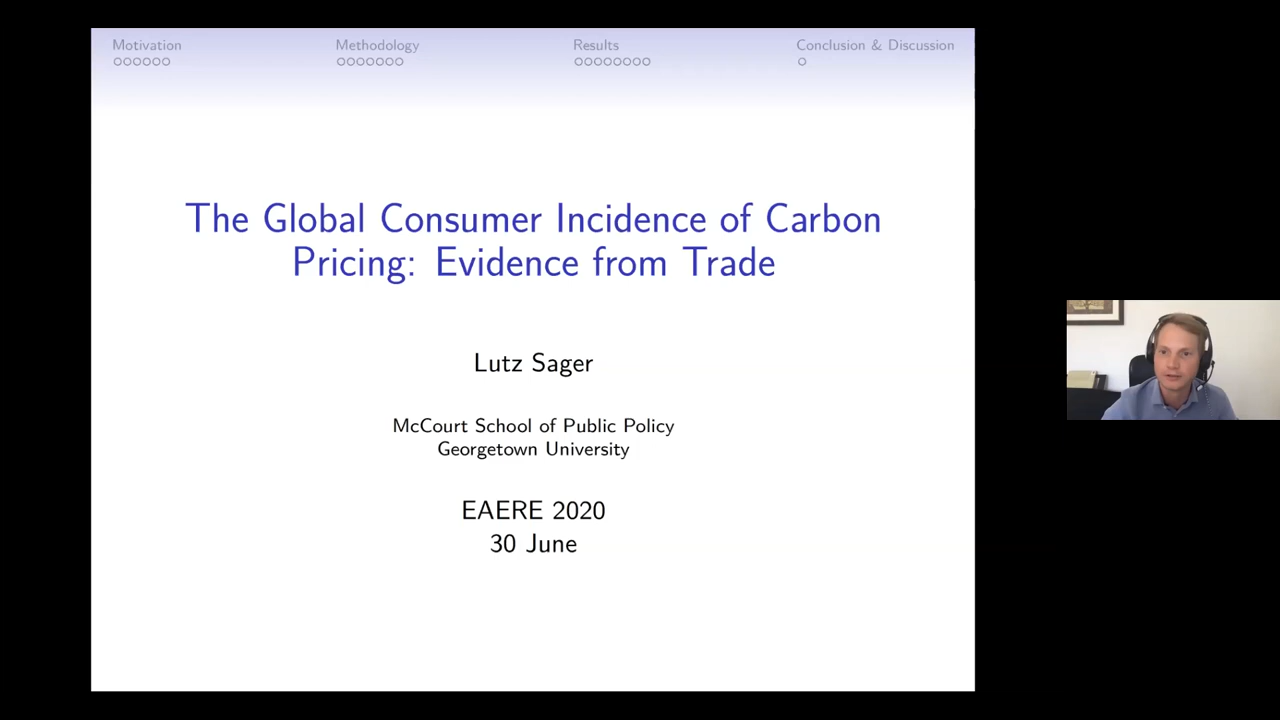 Motivation
Methodology
Results
Conclusion & Discussion
The Global Consumer Incidence of Carbon
Pricing: Evidence from Trade
Lutz Sager
McCourt School of Public Policy
Georgetown University
EAERE 2020
30 June